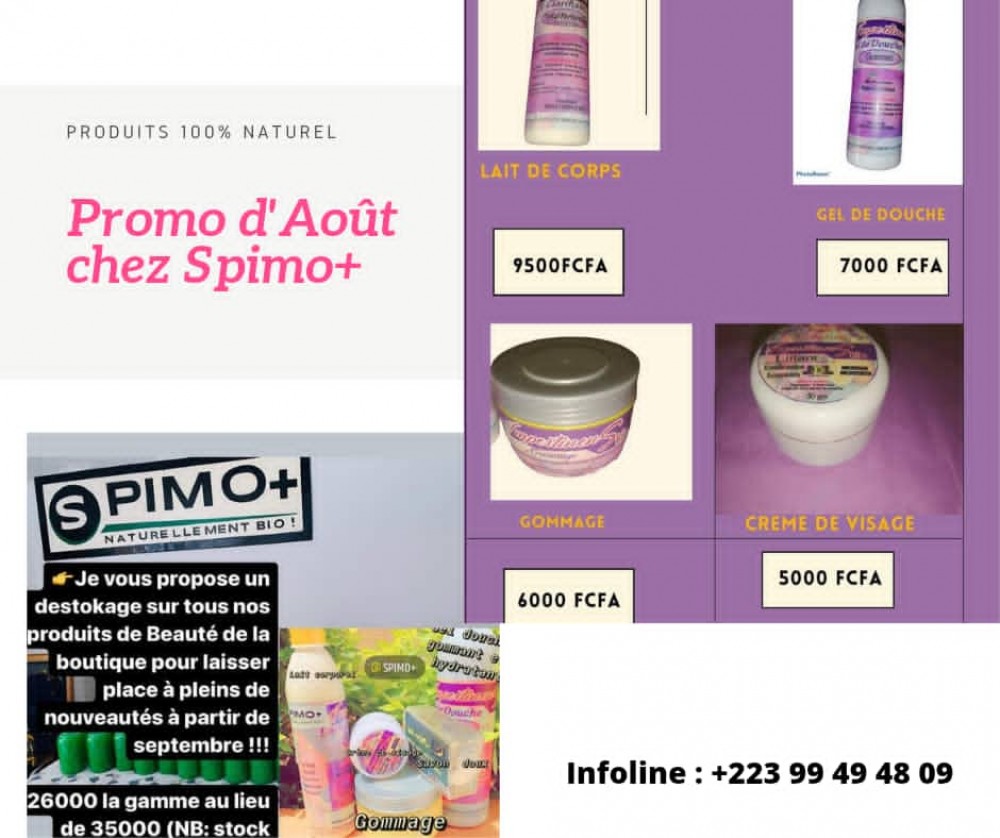 PRODUITS 100% NATUREL
Promo d'Août
chez Spimo+
LAIT DE CORPS
9500FCFA
GEL DE DOUCHE
7000 FCFA
GOMMAGE
6000 FCFA
CREME DE VISAGE
5000 FCFA
SPIMO+
NATURELLEMENT BIO !
👉Je vous propose un
destokage sur tous nos
produits de Beauté de la
boutique pour laisser
place à pleins de
nouveautés à partir de
septembre !!!
26000 la gamme au lieu
de 35000 (NB: stock
Lait corporel
SPIMO+
gommant e
hydratan
Savon doux
Gommage
Infoline : +223 99 49 48 09